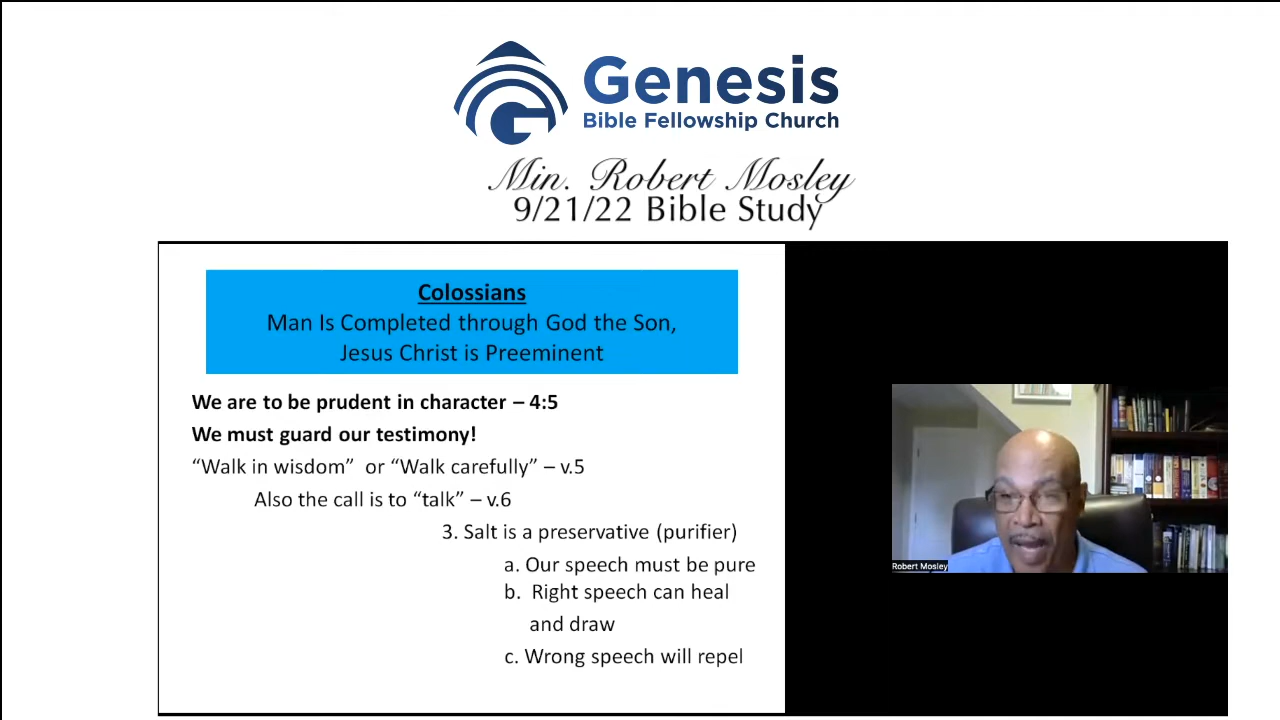 Genesis
Bible Fellowship Church
Min. Robert Mosley
9/21/22 Bible Study
Colossians
Man Is Completed through God the Son,
Jesus Christ is Preeminent
We are to be prudent in character – 4:5
We must guard our testimony!
“Walk in wisdom” or “Walk carefully” – v.5
Also the call is to “talk” – v.6
3. Salt is a preservative (purifier)
a. Our speech must be pure
b. Right speech can heal
and draw
c. Wrong speech will repel
Robert Mosley